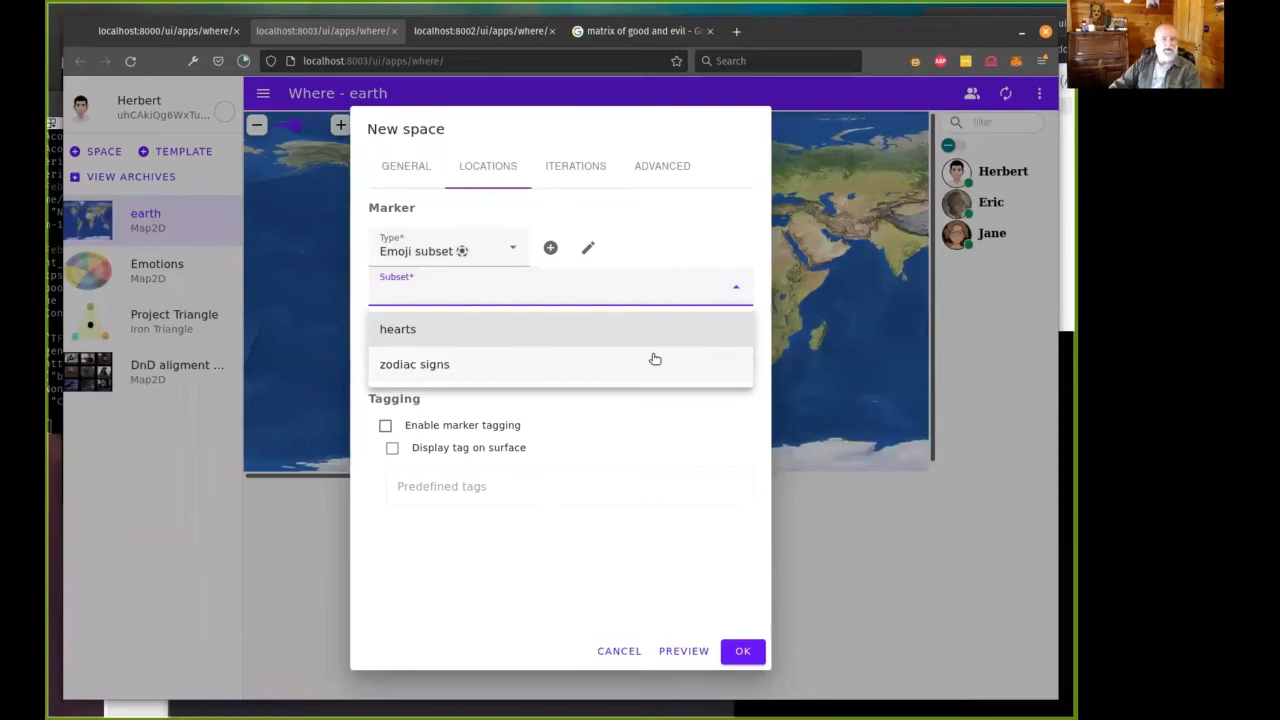 localhost:8000/ui/apps/where/
localhost:8003/ui/apps/where/
localhost:8002/ui/apps/where/
matrix of good and evil - G
localhost:8003/ui/apps/where/
Search
ABP
Herbert
uhCAkiQg6WxTu...
Where - earth
SPACE
TEMPLATE
VIEW ARCHIVES
earth
Map2D
Emotions
Map2D
Project Triangle
Iron Triangle
DnD aligment ...
Map2D
New space
GENERAL
LOCATIONS
ITERATIONS
ADVANCED
Marker
Type*
Emoji subset
Subset*
hearts
zodiac signs
Tagging
Enable marker tagging
Display tag on surface
Predefined tags
CANCEL
PREVIEW
OK
filter
Herbert
Eric
Jane